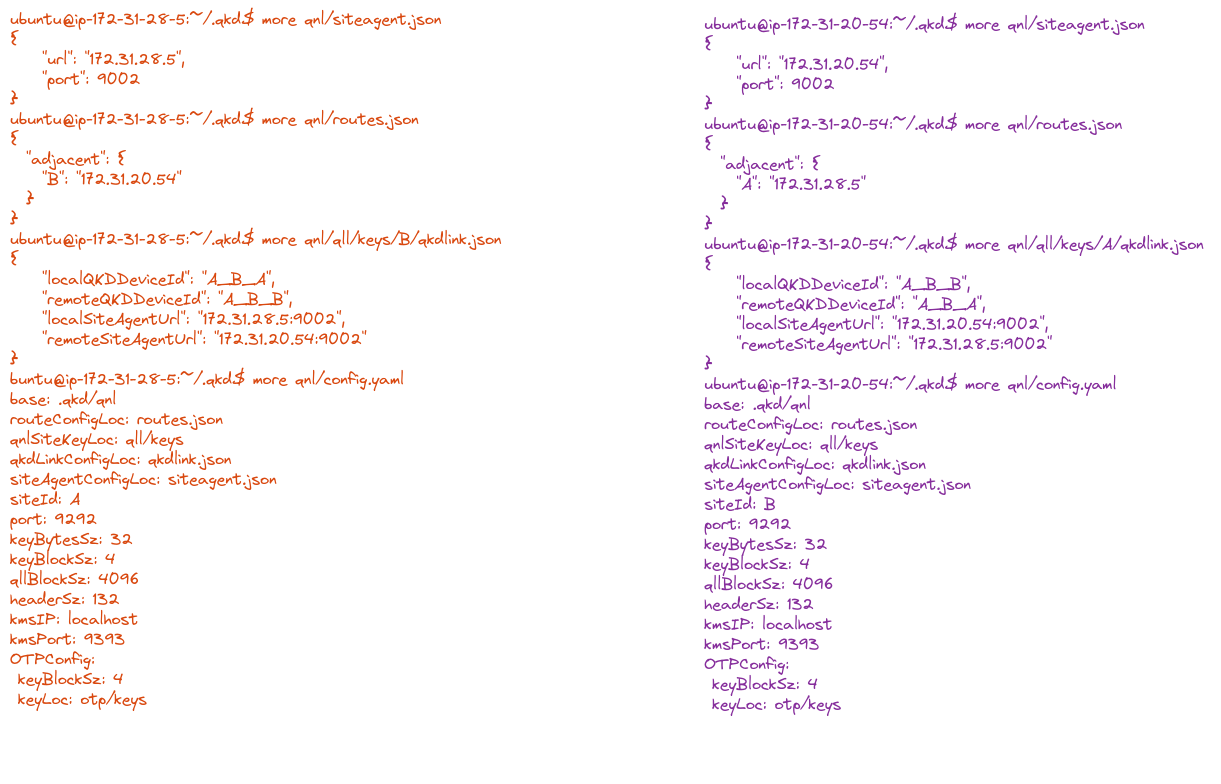 ubuntu@ip-172-31-28-5:~/.qkd$ more qnl/siteagent.json
{
"url": "172.31.28.5",
"port": 9002
}
ubuntu@ip-172-31-28-5:~/.qkd$ more qnl/routes.json
{
"adjacent": {
"B": "172.31.20.54"
}
}
ubuntu@ip-172-31-28-5:~/.qkd$ more qnl/qll/keys/B/qkdlink.json
{
"localQKDDeviceId": "A_B_A",
"remoteQKDDeviceId": "A_B_B",
"localSiteAgentUrl": "172.31.28.5:9002",
"remoteSiteAgentUrl": "172.31.20.54:9002"
}
buntu@ip-172-31-28-5:~/.qkd$ more qnl/config.yaml
base: .qkd/qnl
routeConfigLoc: routes.json
qnlSiteKeyLoc: qll/keys
qkdLinkConfigLoc: qkdlink.json
siteAgentConfigLoc: siteagent.json
siteId: A
port: 9292
keyBytesSz: 32
keyBlockSz: 4
qllBlockSz: 4096
headerSz: 132
kmsIP: localhost
kmsPort: 9393
OTPConfig:
keyBlockSz: 4
keyLoc: otp/keys
ubuntu@ip-172-31-20-54:~/.qkd$ more qnl/siteagent.json
{
"url": "172.31.20.54",
"port": 9002
}
ubuntu@ip-172-31-20-54:~/.qkd$ more qnl/routes.json
{
"adjacent": {
"A": "172.31.28.5"
}
}
ubuntu@ip-172-31-20-54:~/.qkd$ more qnl/qll/keys/A/qkdlink.json
{
"localQKDDeviceId": "A_B_B",
"remoteQKDDeviceId": "A_B_A",
"localSiteAgentUrl": "172.31.20.54:9002",
"remoteSiteAgentUrl": "172.31.28.5:9002"
}
ubuntu@ip-172-31-20-54:~/.qkd$ more qnl/config.yaml
base: .qkd/qnl
routeConfigLoc: routes.json
qnlSiteKeyLoc: qll/keys
qkdLinkConfigLoc: qkdlink.json
siteAgentConfigLoc: siteagent.json
siteId: B
port: 9292
keyBytesSz: 32
keyBlockSz: 4
qllBlockSz: 4096
headerSz: 132
kmsIP: localhost
kmsPort: 9393
OTPConfig:
keyBlockSz: 4
keyLoc: otp/keys